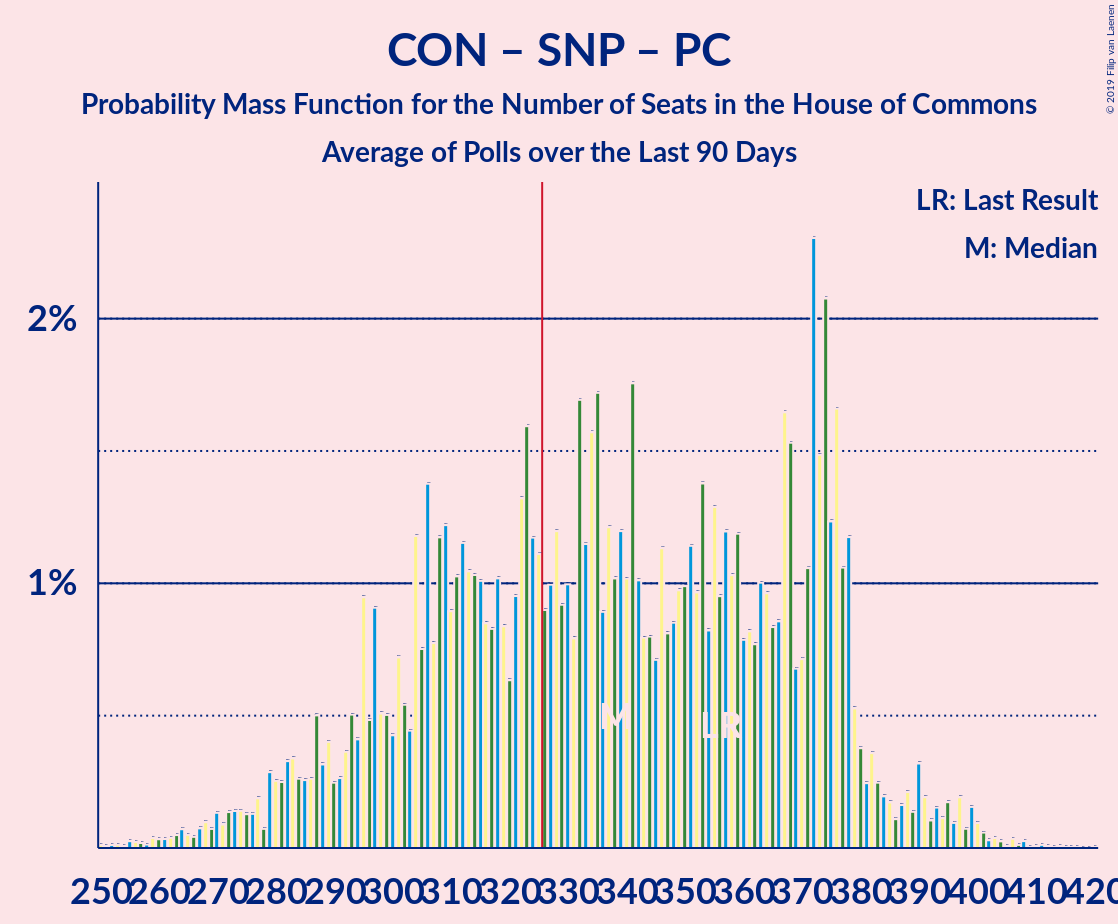 CON – SNP – PC
Probability Mass Function for the Number of Seats in the House of Commons
Average of Polls over the Last 90 Days
© 2019 Filip van Laenen
LR: Last Result
M: Median
2%
1%
M
LR
250 260 270 280 290 300 310 320 330 340 350 360 370 380 390 400 410 420